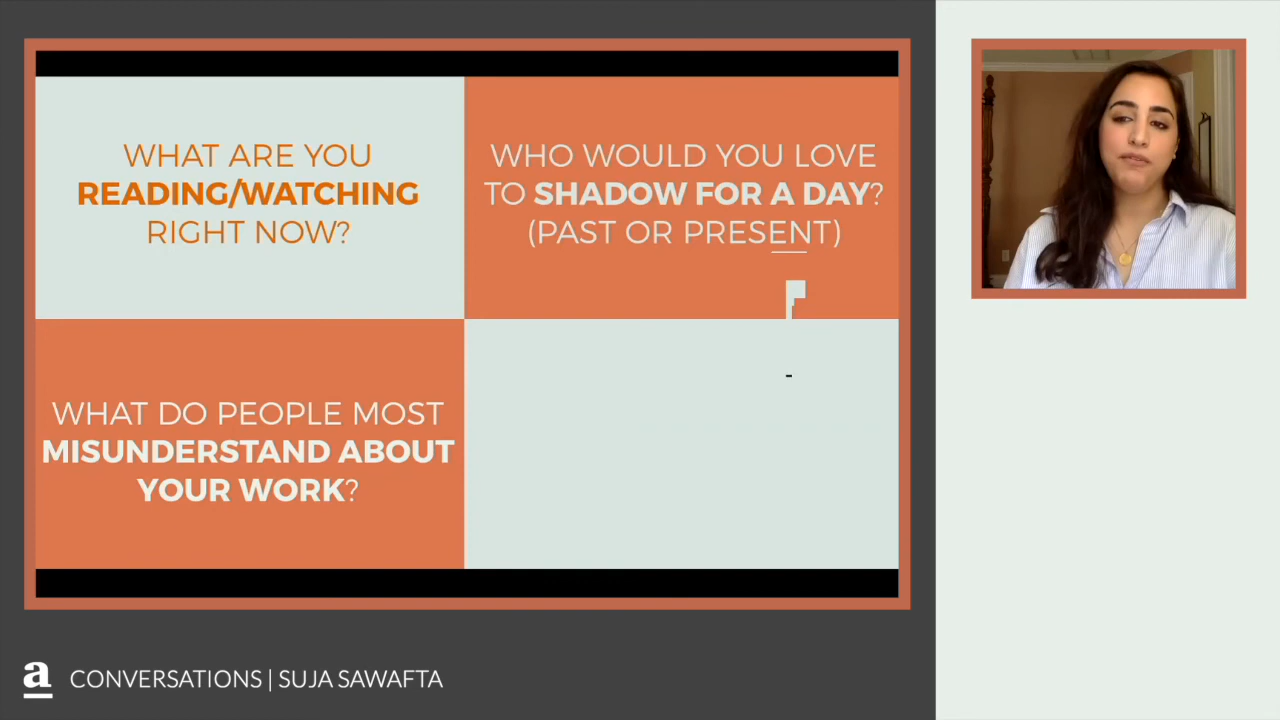 WHAT ARE YOU
READING/WATCHING
RIGHT NOW?
WHO WOULD YOU LOVE
TO SHADOW FOR A DAY?
(PAST OR PRESENT)
WHAT DO PEOPLE MOST
MISUNDERSTAND ABOUT
YOUR WORK?
a CONVERSATIONS | SUJA SAWAFTA